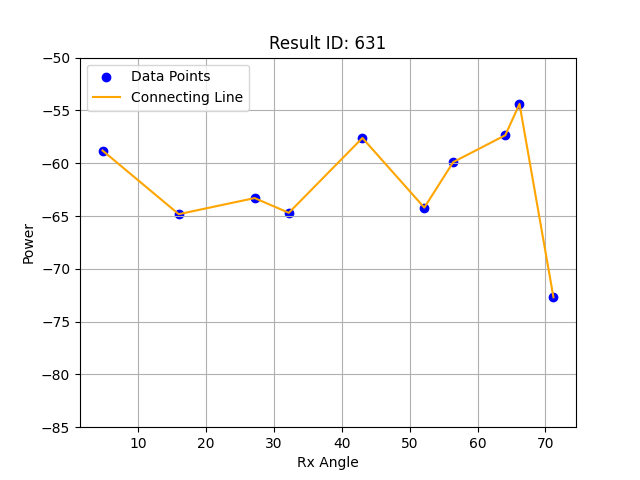 Result ID: 631
Data Points
Connecting Line
−50
−55
−60
−65
−70
−75
−80
−85
Power
10 20 30 40 50 60 70
Rx Angle